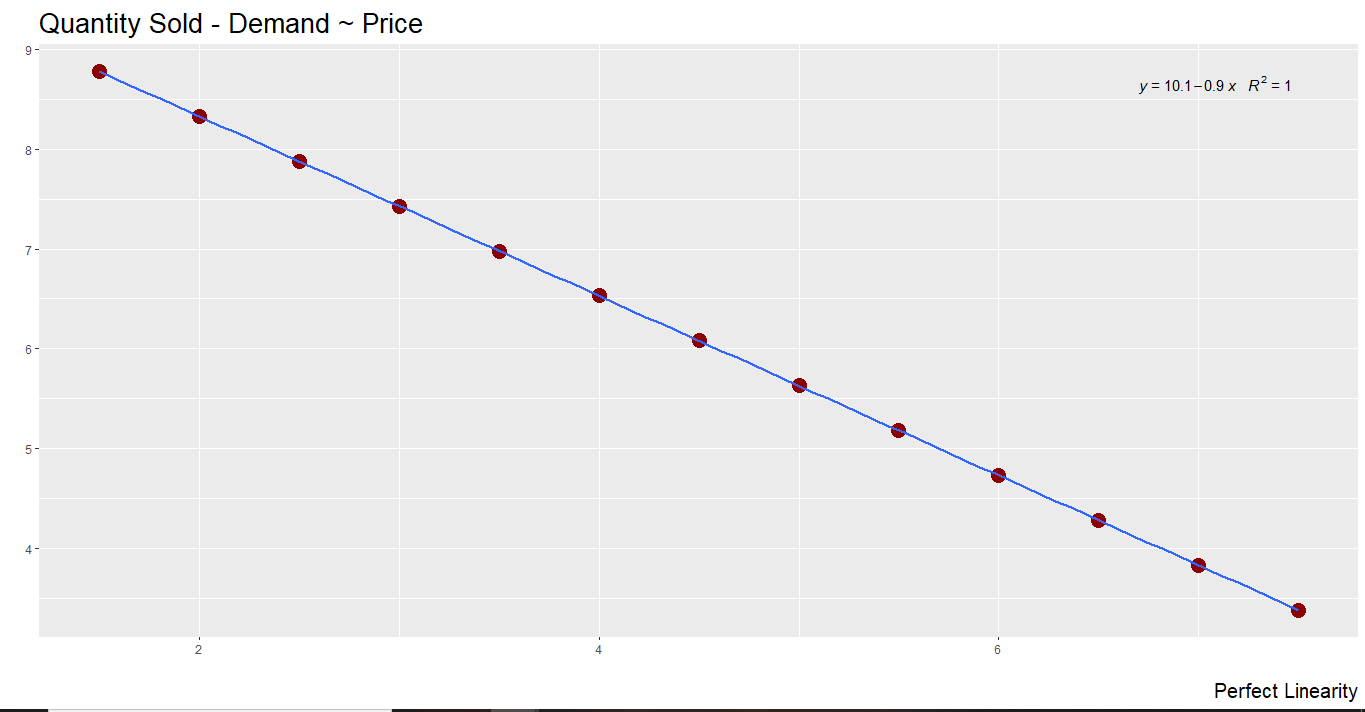 Quantity Sold - Demand ~ Price
9
y = 10.1−0.9 x R² = 1
8
7
6
5
4
2 4 6
Perfect Linearity